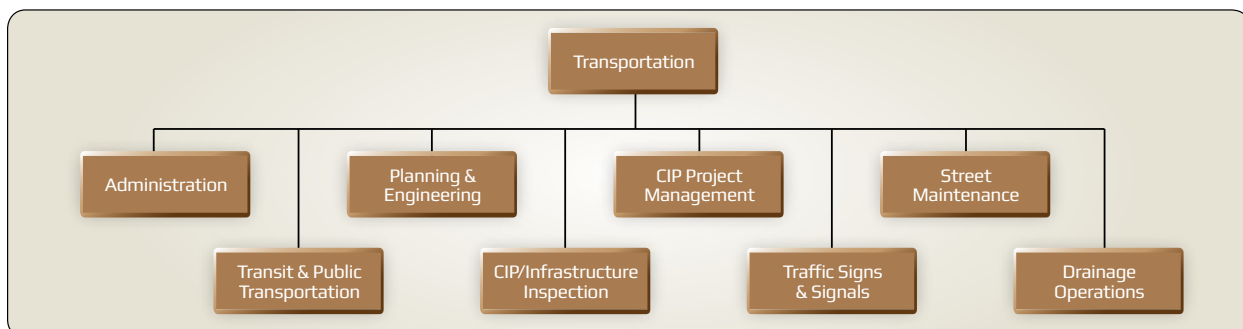 Transportation
Administration
Planning &
Engineering
CIP Project
Management
Street
Maintenance
Transit & Public
Transportation
CIP/Infrastructure
Inspection
Traffic Signs
& Signals
Drainage
Operations